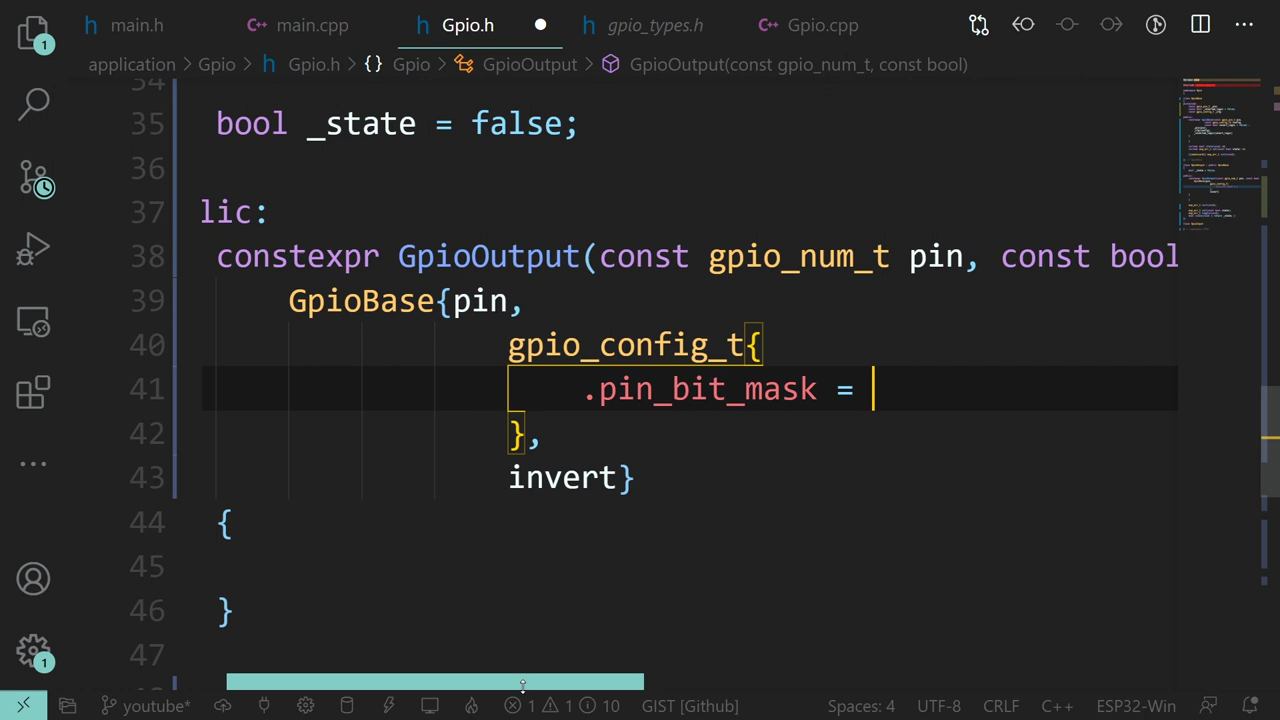 main.h main.cpp Gpio.h gpio_types.h Gpio.cpp
application > Gpio > Gpio.h > {} Gpio > GpioOutput > GpioOutput(const gpio_num_t, const bool)
34
35 bool _state = false;
36
37 lic:
38 constexpr GpioOutput(const gpio_num_t pin, const bool
39 GpioBase{pin,
40 gpio_config_t{
41 .pin_bit_mask =
42 },
43 invert}
44 {
45
46 }
47
1
1
youtube* 1 1 10 GIST [Github] Spaces: 4 UTF-8 CRLF C++ ESP32-Win